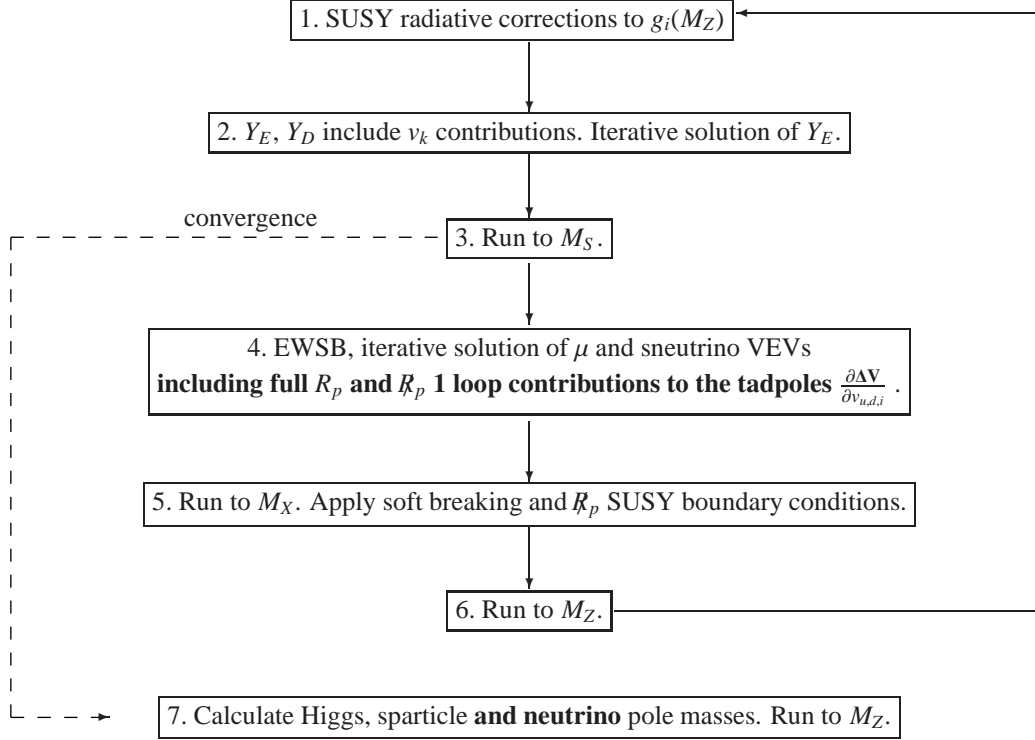 1. SUSY radiative corrections to gᵢ(M_Z)
2. Y_E, Y_D include v_k contributions. Iterative solution of Y_E.
convergence
3. Run to M_S.
4. EWSB, iterative solution of μ and sneutrino VEVs
including full R_p and R̸_p 1 loop contributions to the tadpoles ∂ΔV/∂v_{u,d,i} .
5. Run to M_X. Apply soft breaking and R̸_p SUSY boundary conditions.
6. Run to M_Z.
7. Calculate Higgs, sparticle and neutrino pole masses. Run to M_Z.